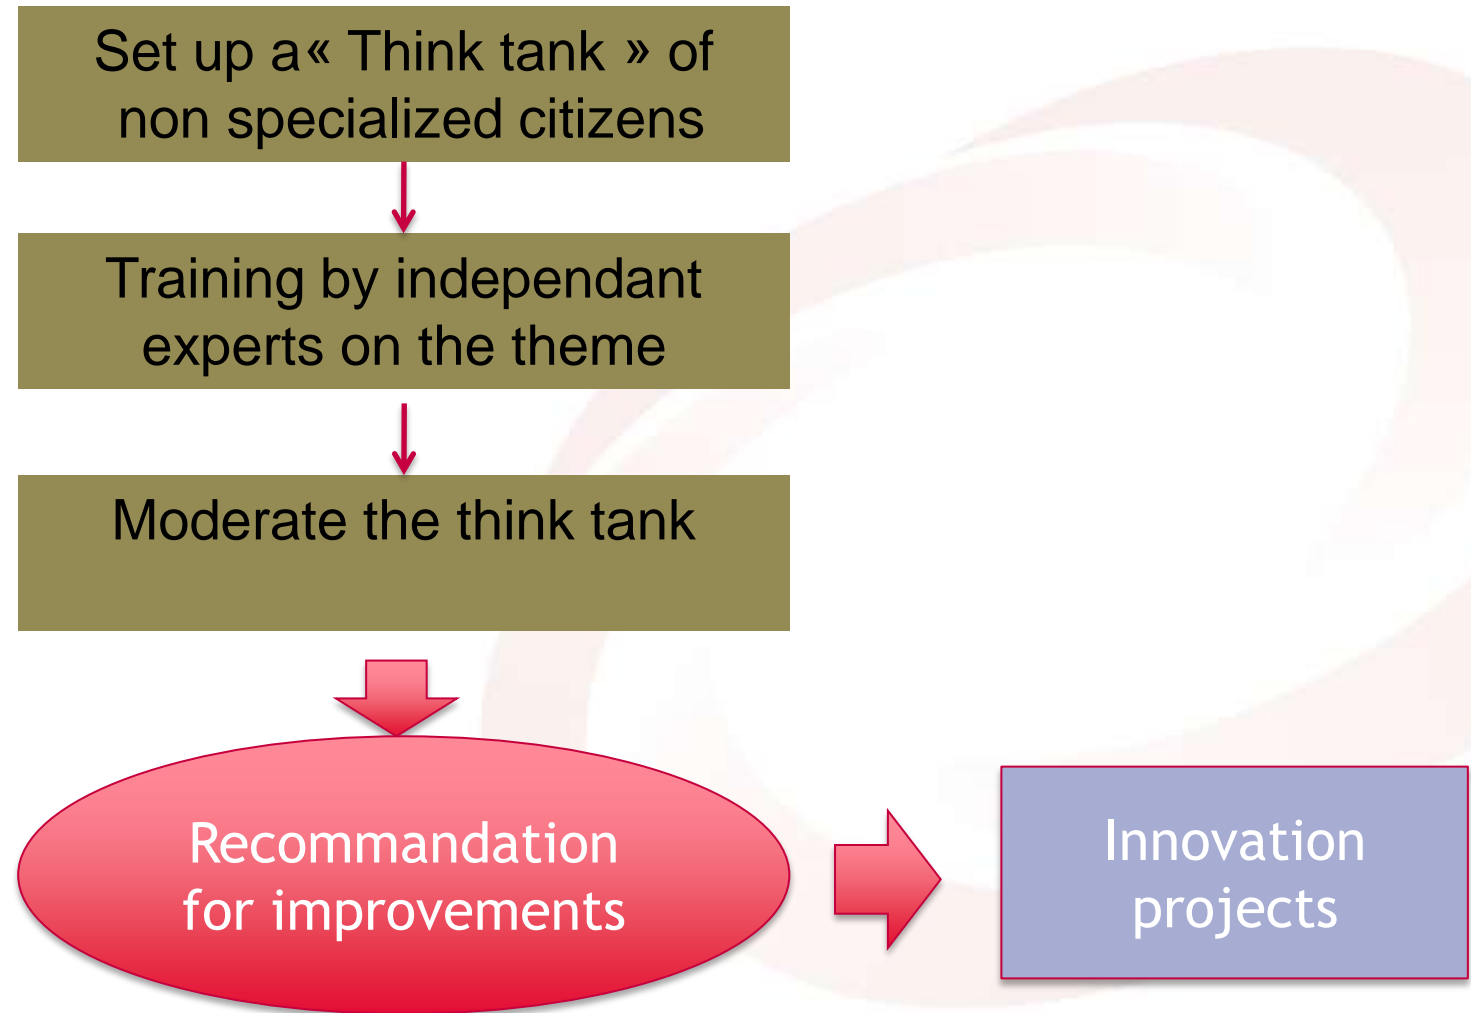 Set up a« Think tank » of
non specialized citizens
Training by independant
experts on the theme
Moderate the think tank
Recommandation
for improvements
Innovation
projects